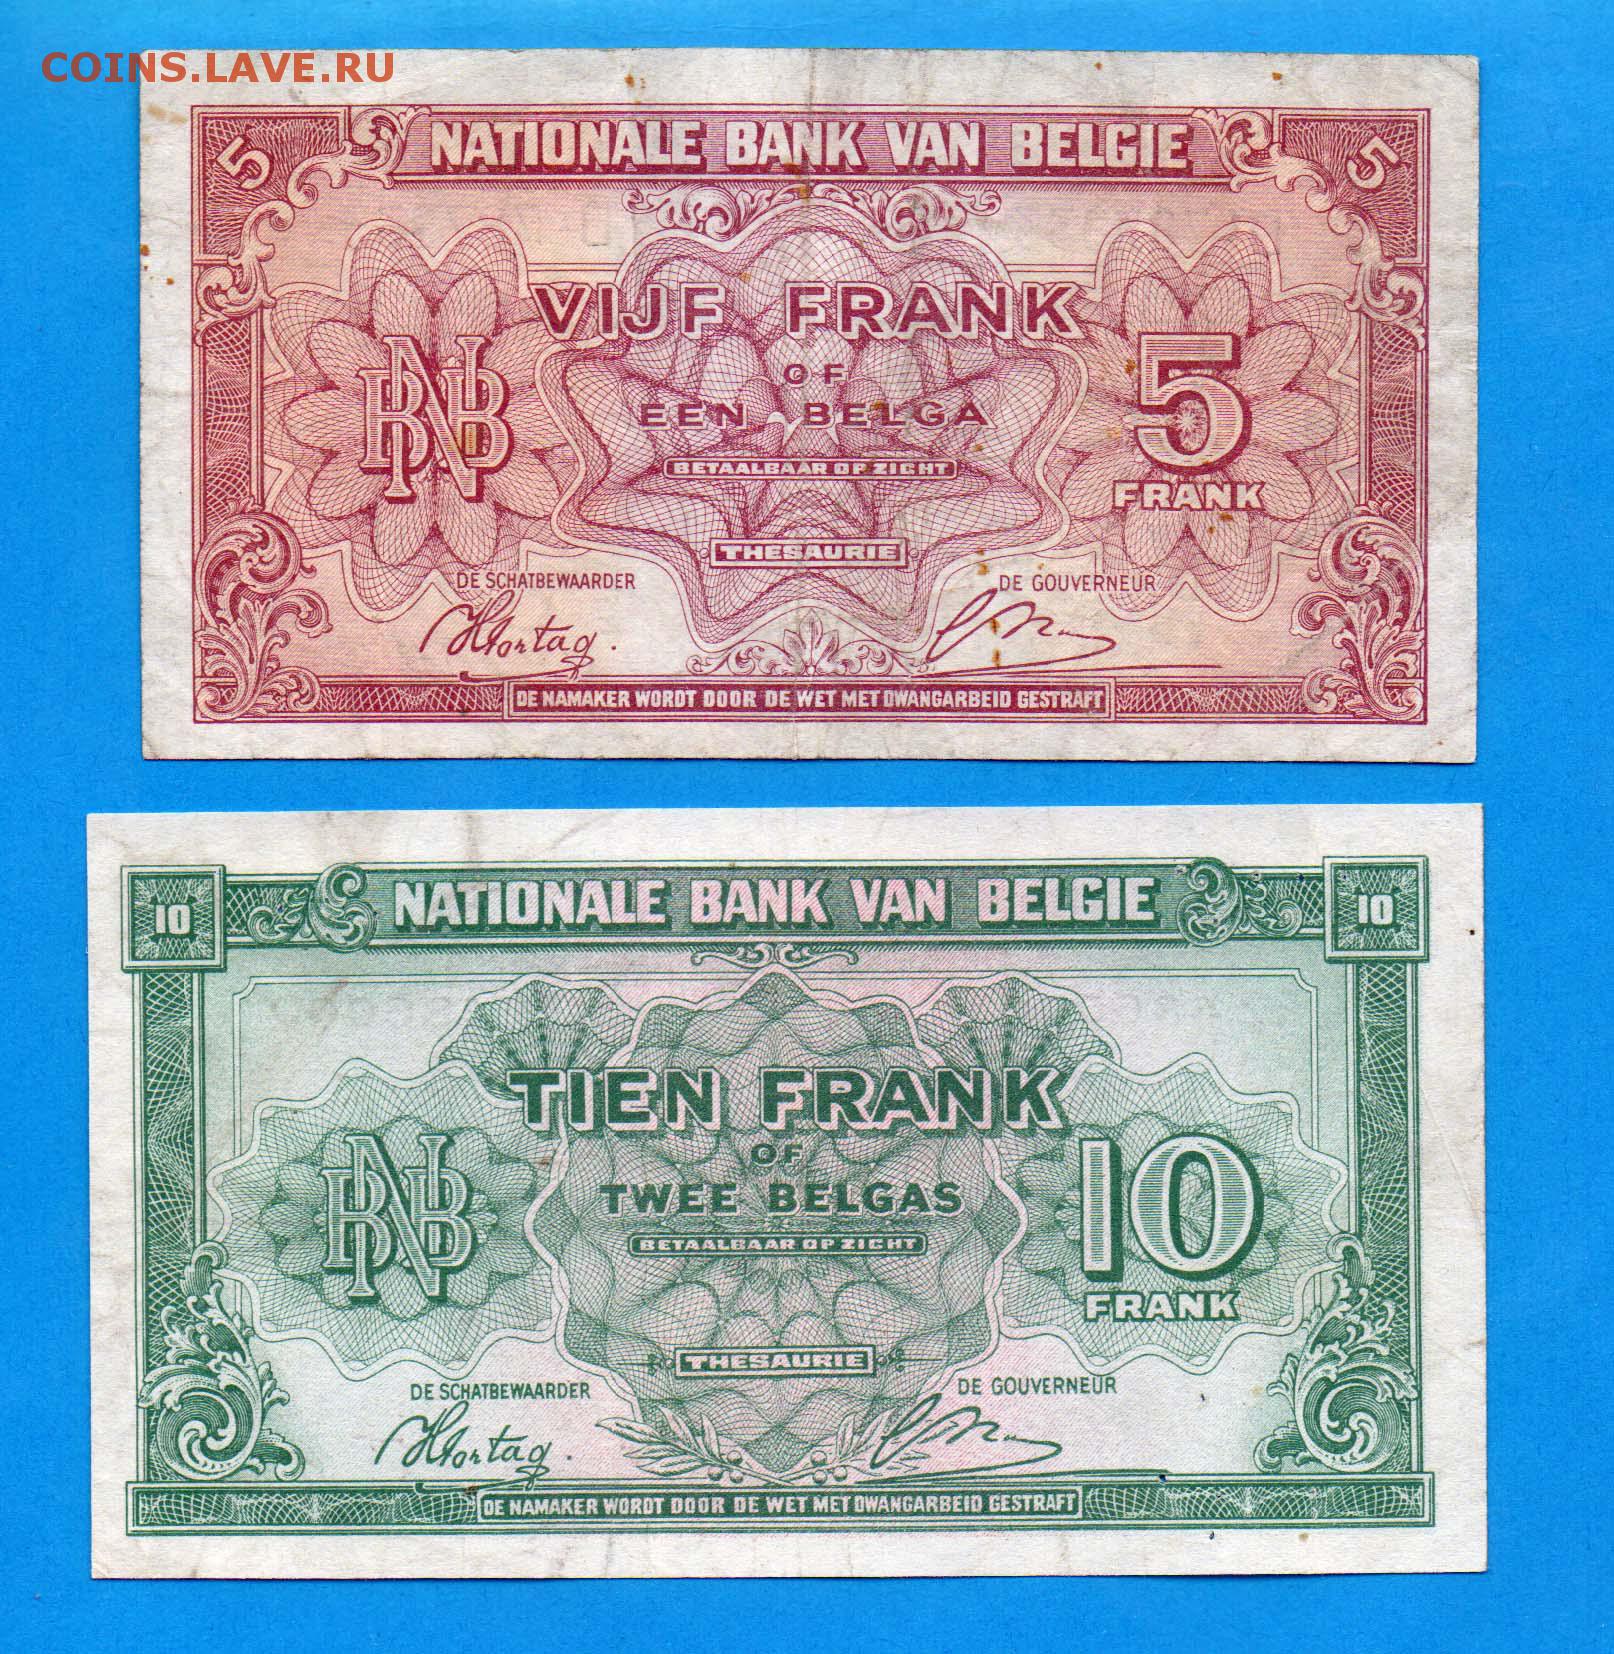 COINS.LAVE.RU
5 NATIONALE BANK VAN BELGIE 5
VIJF FRANK
OF
EEN BELGA
BETAALBAAR OP ZICHT
BNB
5
FRANK
THESAURIE
DE SCHATBEWAARDER DE GOUVERNEUR
DE NAMAKER WORDT DOOR DE WET MET DWANGARBEID GESTRAFT
10 NATIONALE BANK VAN BELGIE 10
TIEN FRANK
OF
TWEE BELGAS
BETAALBAAR OP ZICHT
BNB
10
FRANK
THESAURIE
DE SCHATBEWAARDER DE GOUVERNEUR
DE NAMAKER WORDT DOOR DE WET MET DWANGARBEID GESTRAFT